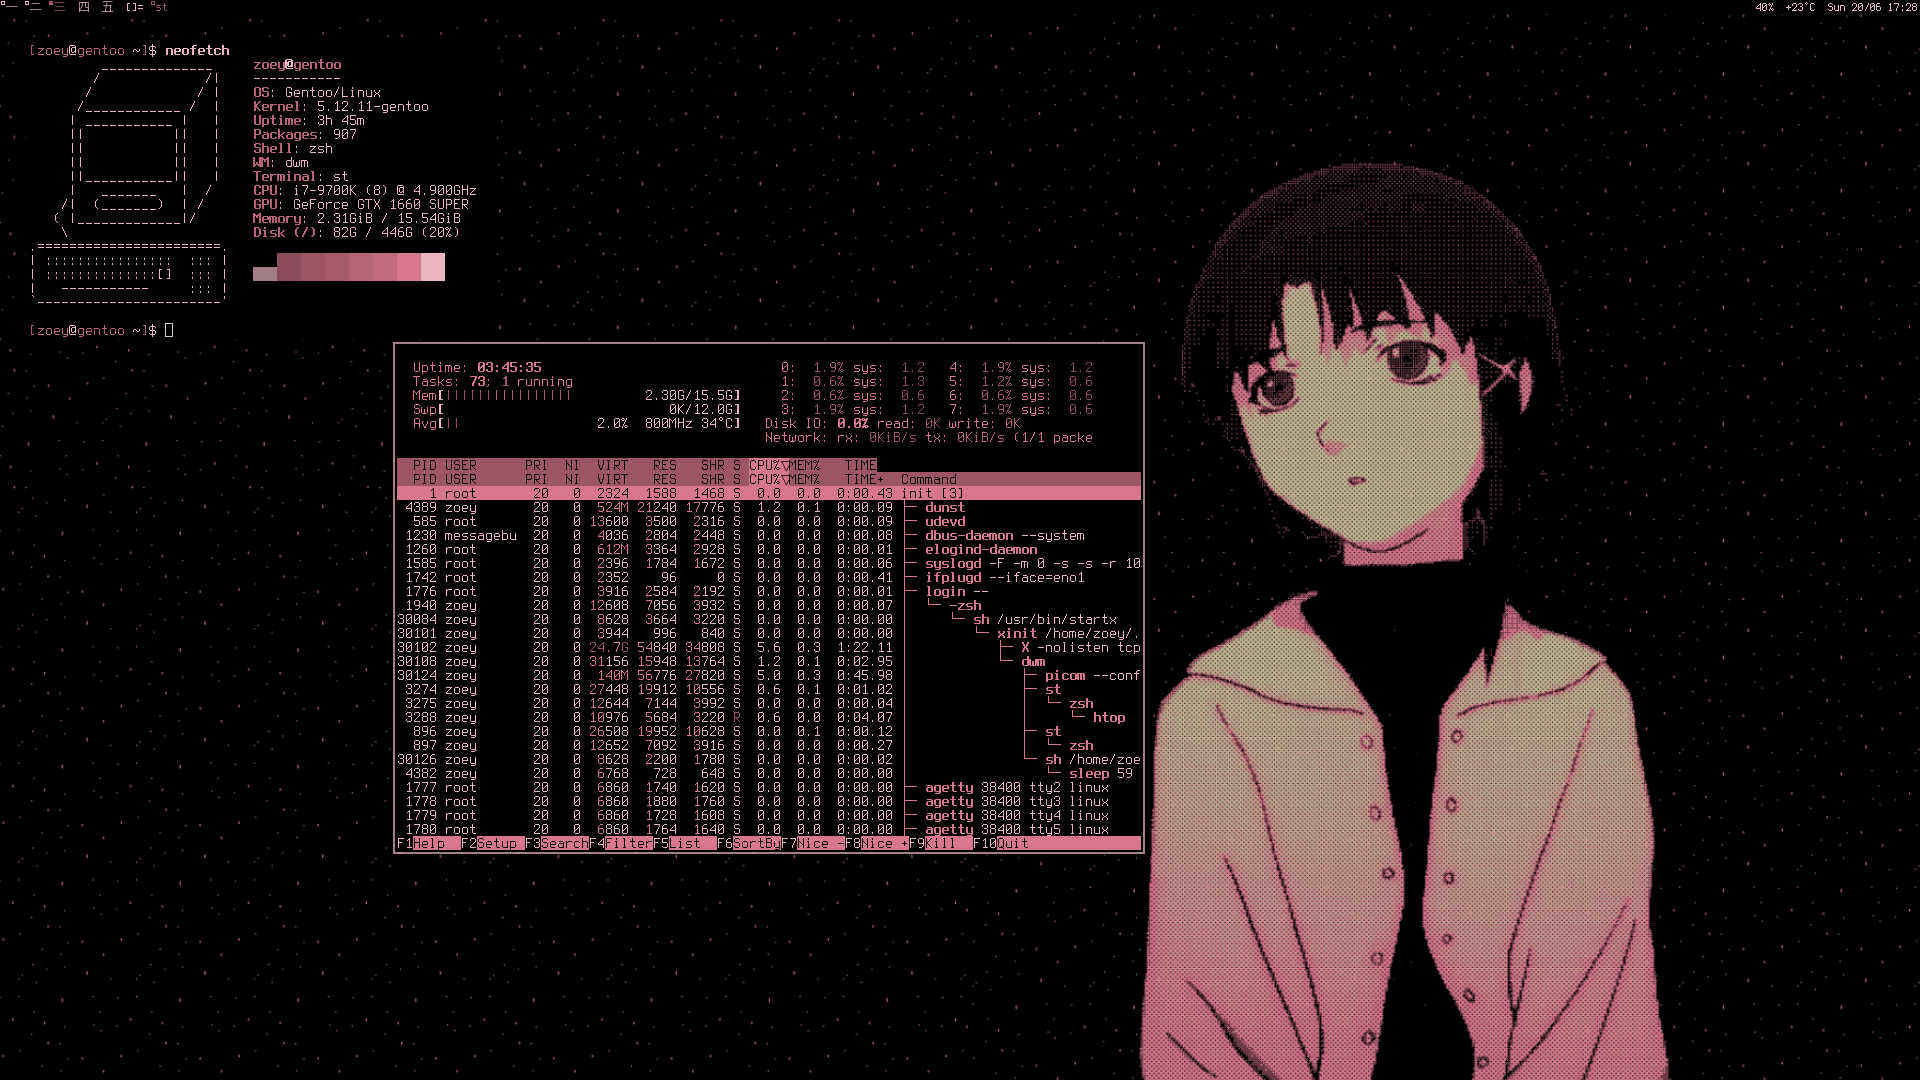 一 二 三 四 五 []= st
40% +23°C Sun 20/06 17:28
[zoey@gentoo ~]$ neofetch
zoey@gentoo
-----------
OS: Gentoo/Linux
Kernel: 5.12.11-gentoo
Uptime: 3h 45m
Packages: 907
Shell: zsh
WM: dwm
Terminal: st
CPU: i7-9700K (8) @ 4.900GHz
GPU: GeForce GTX 1660 SUPER
Memory: 2.31GiB / 15.54GiB
Disk (/): 82G / 446G (20%)
[zoey@gentoo ~]$
Uptime: 03:45:35 0: 1.9% sys: 1.2 4: 1.9% sys: 1.2
Tasks: 73; 1 running 1: 0.6% sys: 1.3 5: 1.2% sys: 0.6
Mem[|||||||||||||||| 2.30G/15.5G] 2: 0.6% sys: 0.6 6: 0.6% sys: 0.6
Swp[ 0K/12.0G] 3: 1.9% sys: 1.2 7: 1.9% sys: 0.6
Avg[|| 2.0% 800MHz 34°C] Disk IO: 0.0% read: 0K write: 0K
Network: rx: 0KiB/s tx: 0KiB/s (1/1 packe
PID USER PRI NI VIRT RES SHR S CPU%▽MEM% TIME
PID USER PRI NI VIRT RES SHR S CPU%▽MEM% TIME+ Command
1 root 20 0 2324 1588 1468 S 0.0 0.0 0:00.43 init [3]
4389 zoey 20 0 524M 21240 17776 S 1.2 0.1 0:00.09 ├─ dunst
585 root 20 0 13600 3500 2316 S 0.0 0.0 0:00.09 ├─ udevd
1230 messagebu 20 0 4036 2804 2448 S 0.0 0.0 0:00.08 ├─ dbus-daemon --system
1260 root 20 0 612M 3364 2928 S 0.0 0.0 0:00.01 ├─ elogind-daemon
1585 root 20 0 2396 1784 1672 S 0.0 0.0 0:00.06 ├─ syslogd -F -m 0 -s -s -r 10
1742 root 20 0 2352 96 0 S 0.0 0.0 0:00.41 ├─ ifplugd --iface=eno1
1776 root 20 0 3916 2584 2192 S 0.0 0.0 0:00.01 ├─ login --
1940 zoey 20 0 12608 7056 3932 S 0.0 0.0 0:00.07 │ └─ -zsh
30084 zoey 20 0 8628 3664 3220 S 0.0 0.0 0:00.00 │ └─ sh /usr/bin/startx
30101 zoey 20 0 3944 996 840 S 0.0 0.0 0:00.00 │ └─ xinit /home/zoey/.
30102 zoey 20 0 24.7G 54840 34808 S 5.6 0.3 1:22.11 │ ├─ X -nolisten tcp
30108 zoey 20 0 31156 15948 13764 S 1.2 0.1 0:02.95 │ └─ dwm
30124 zoey 20 0 140M 56776 27820 S 5.0 0.3 0:45.98 │ ├─ picom --conf
3274 zoey 20 0 27448 19912 10556 S 0.6 0.1 0:01.02 │ ├─ st
3275 zoey 20 0 12644 7144 3992 S 0.0 0.0 0:00.04 │ │ └─ zsh
3288 zoey 20 0 10976 5684 3220 R 0.6 0.0 0:04.07 │ │ └─ htop
896 zoey 20 0 26508 19952 10628 S 0.0 0.1 0:00.12 │ ├─ st
897 zoey 20 0 12652 7092 3916 S 0.0 0.0 0:00.27 │ │ └─ zsh
30126 zoey 20 0 8628 2200 1780 S 0.0 0.0 0:00.02 │ └─ sh /home/zoe
4382 zoey 20 0 6768 728 648 S 0.0 0.0 0:00.00 │ └─ sleep 59
1777 root 20 0 6860 1740 1620 S 0.0 0.0 0:00.00 ├─ agetty 38400 tty2 linux
1778 root 20 0 6860 1880 1760 S 0.0 0.0 0:00.00 ├─ agetty 38400 tty3 linux
1779 root 20 0 6860 1728 1608 S 0.0 0.0 0:00.00 ├─ agetty 38400 tty4 linux
1780 root 20 0 6860 1764 1640 S 0.0 0.0 0:00.00 ├─ agetty 38400 tty5 linux
F1Help F2Setup F3SearchF4FilterF5List F6SortByF7Nice -F8Nice +F9Kill F10Quit